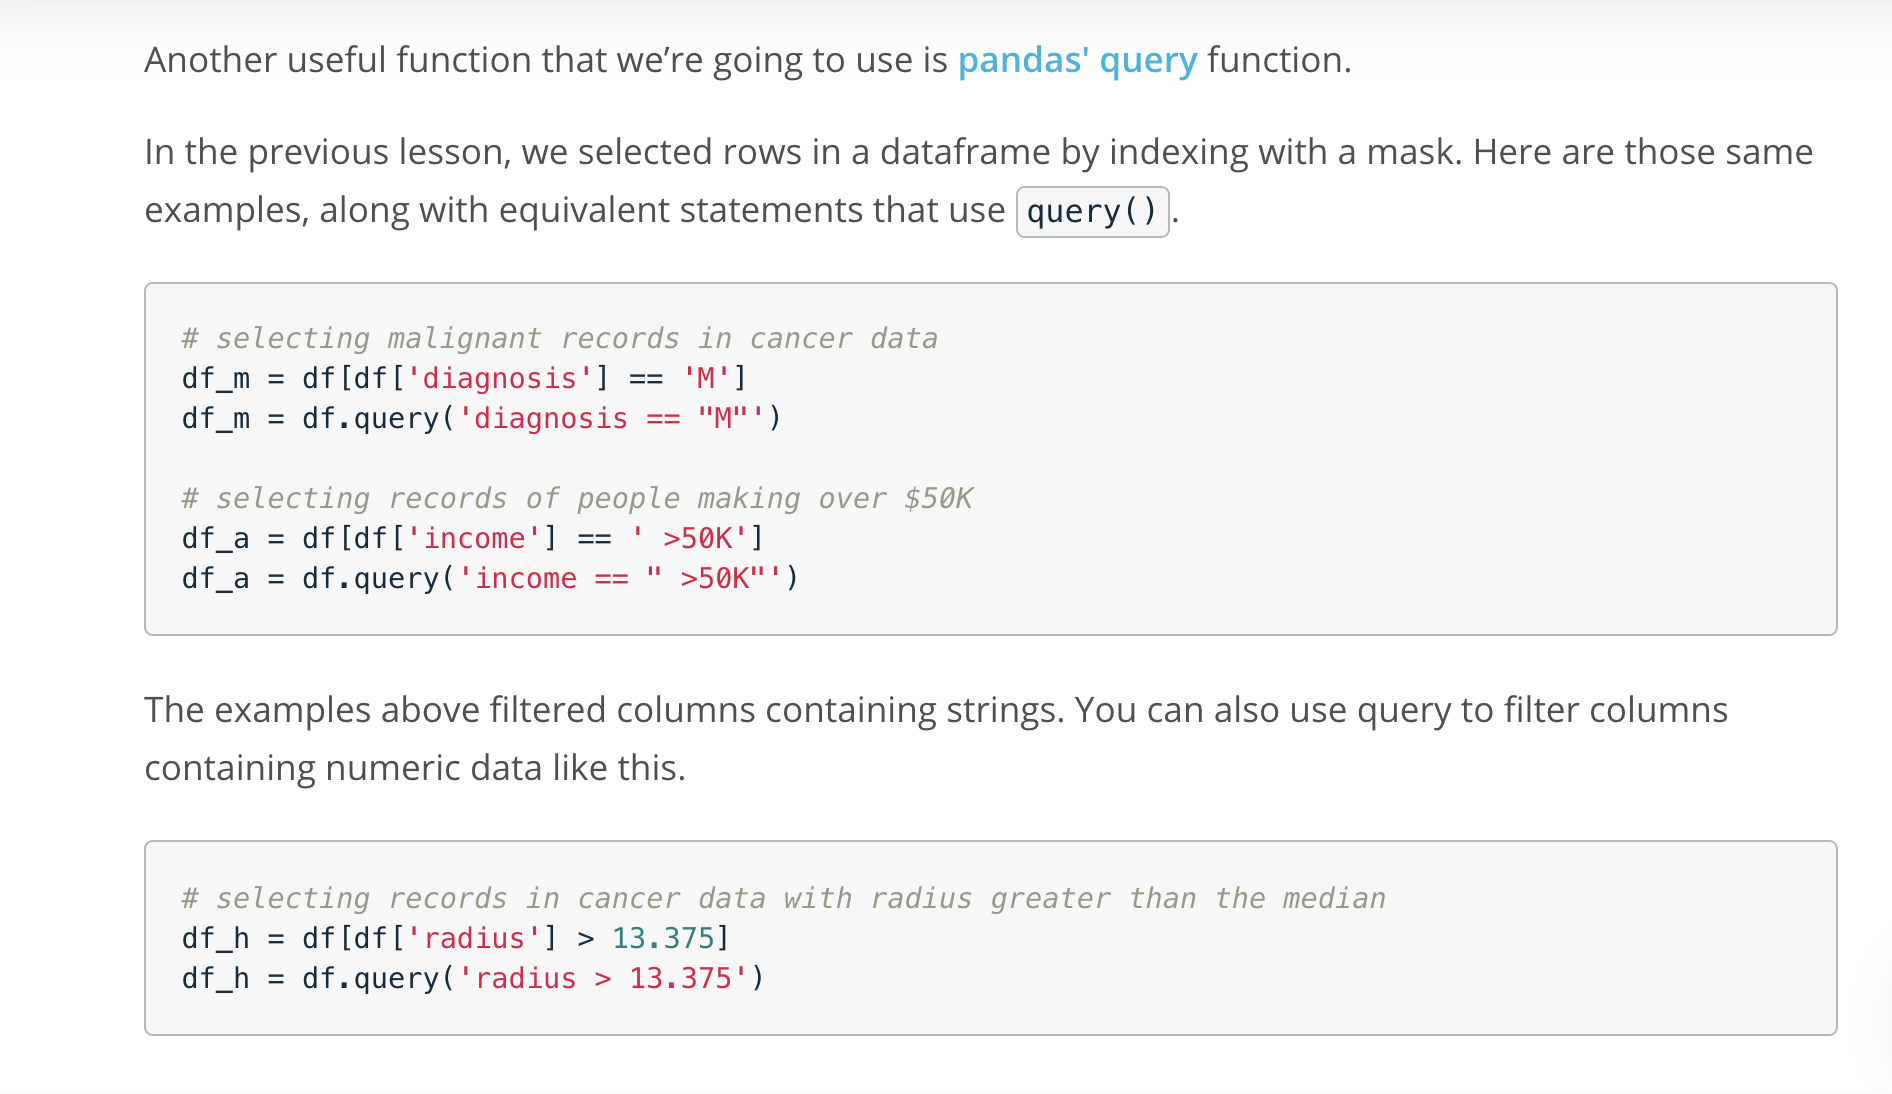 Another useful function that we’re going to use is pandas' query function.
In the previous lesson, we selected rows in a dataframe by indexing with a mask. Here are those same
examples, along with equivalent statements that use query().
# selecting malignant records in cancer data
df_m = df[df['diagnosis'] == 'M']
df_m = df.query('diagnosis == "M"')
# selecting records of people making over $50K
df_a = df[df['income'] == ' >50K']
df_a = df.query('income == " >50K"')
The examples above filtered columns containing strings. You can also use query to filter columns
containing numeric data like this.
# selecting records in cancer data with radius greater than the median
df_h = df[df['radius'] > 13.375]
df_h = df.query('radius > 13.375')